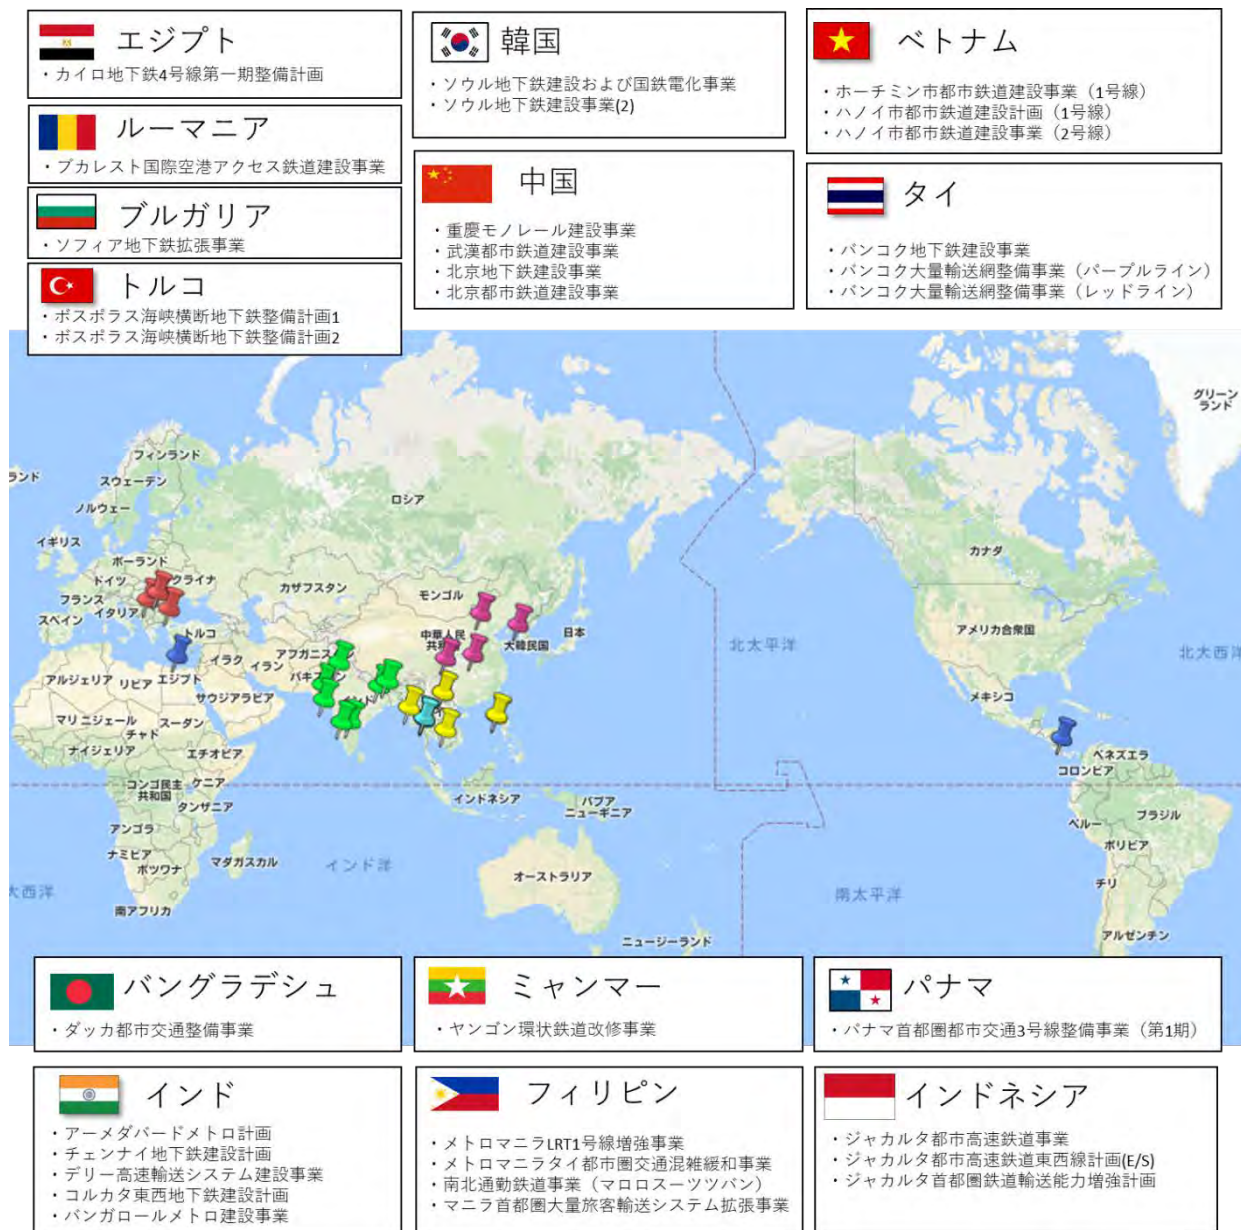 エジプト
・カイロ地下鉄4号線第一期整備計画
ルーマニア
・ブカレスト国際空港アクセス鉄道建設事業
ブルガリア
・ソフィア地下鉄拡張事業
トルコ
・ボスポラス海峡横断地下鉄整備計画1
・ボスポラス海峡横断地下鉄整備計画2
韓国
・ソウル地下鉄建設および国鉄電化事業
・ソウル地下鉄建設事業(2)
中国
・重慶モノレール建設事業
・武漢都市鉄道建設事業
・北京地下鉄建設事業
・北京都市鉄道建設事業
ベトナム
・ホーチミン市都市鉄道建設事業（1号線）
・ハノイ市都市鉄道建設計画（1号線）
・ハノイ市都市鉄道建設事業（2号線）
タイ
・バンコク地下鉄建設事業
・バンコク大量輸送網整備事業（パープルライン）
・バンコク大量輸送網整備事業（レッドライン）
グリーン
ランド
フィンランド
ランド
スウェーデン
ノルウェー
ロシア
イギリス
ポーランド
ドイツ
クライナ
フランス
イタリア
スペイン
カザフスタン
モンゴル
カナダ
トルコ
中華人民
共和国
大韓民国
日本
北太平洋
アメリカ合衆国
北大西洋
アフガニス
イラク
イラン
パキスタン
アルジェリア
リビア
エジプト
サウジアラビア
インド
メキシコ
マリ
ニジェール
チャド
スーダン
ナイジェリア
エチオピア
ベネズエラ
コロンビア
コンゴ民主
共和国
ケニア
タンザニア
インドネシア
パプア
ニューギニア
ペルー
ブラジル
アンゴラ
ナミビア
ボツワナ
マダガスカル
インド洋
オーストラリア
ボリビア
チリ
大西洋
南アフリカ
南太平洋
ニュージーランド
アルゼンチン
バングラデシュ
・ダッカ都市交通整備事業
ミャンマー
・ヤンゴン環状鉄道改修事業
パナマ
・パナマ首都圏都市交通3号線整備事業（第1期）
インド
・アーメダバードメトロ計画
・チェンナイ地下鉄建設計画
・デリー高速輸送システム建設事業
・コルカタ東西地下鉄建設計画
・バンガロールメトロ建設事業
フィリピン
・メトロマニラLRT1号線増強事業
・メトロマニラタイ都市圏交通混雑緩和事業
・南北通勤鉄道事業（マロロスーツツバン）
・マニラ首都圏大量旅客輸送システム拡張事業
インドネシア
・ジャカルタ都市高速鉄道事業
・ジャカルタ都市高速鉄道東西線計画(E/S)
・ジャカルタ首都圏鉄道輸送能力増強計画